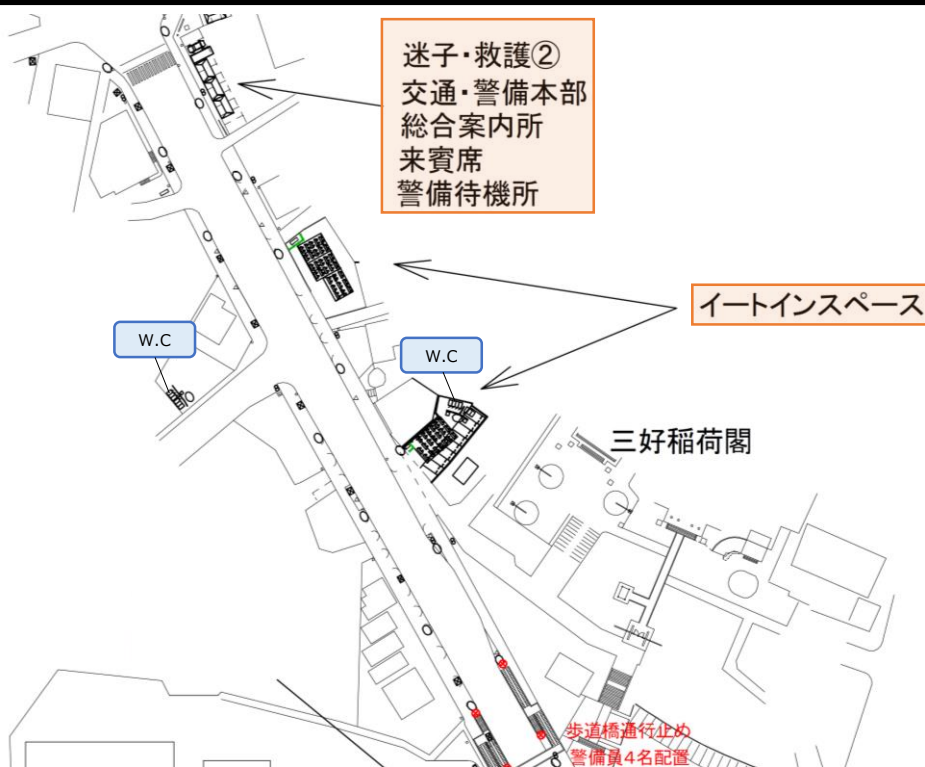 迷子・救護②
交通・警備本部
総合案内所
来賓席
警備待機所
イートインスペース
W.C
W.C
三好稲荷閣
歩道橋通行止め
警備員4名配置